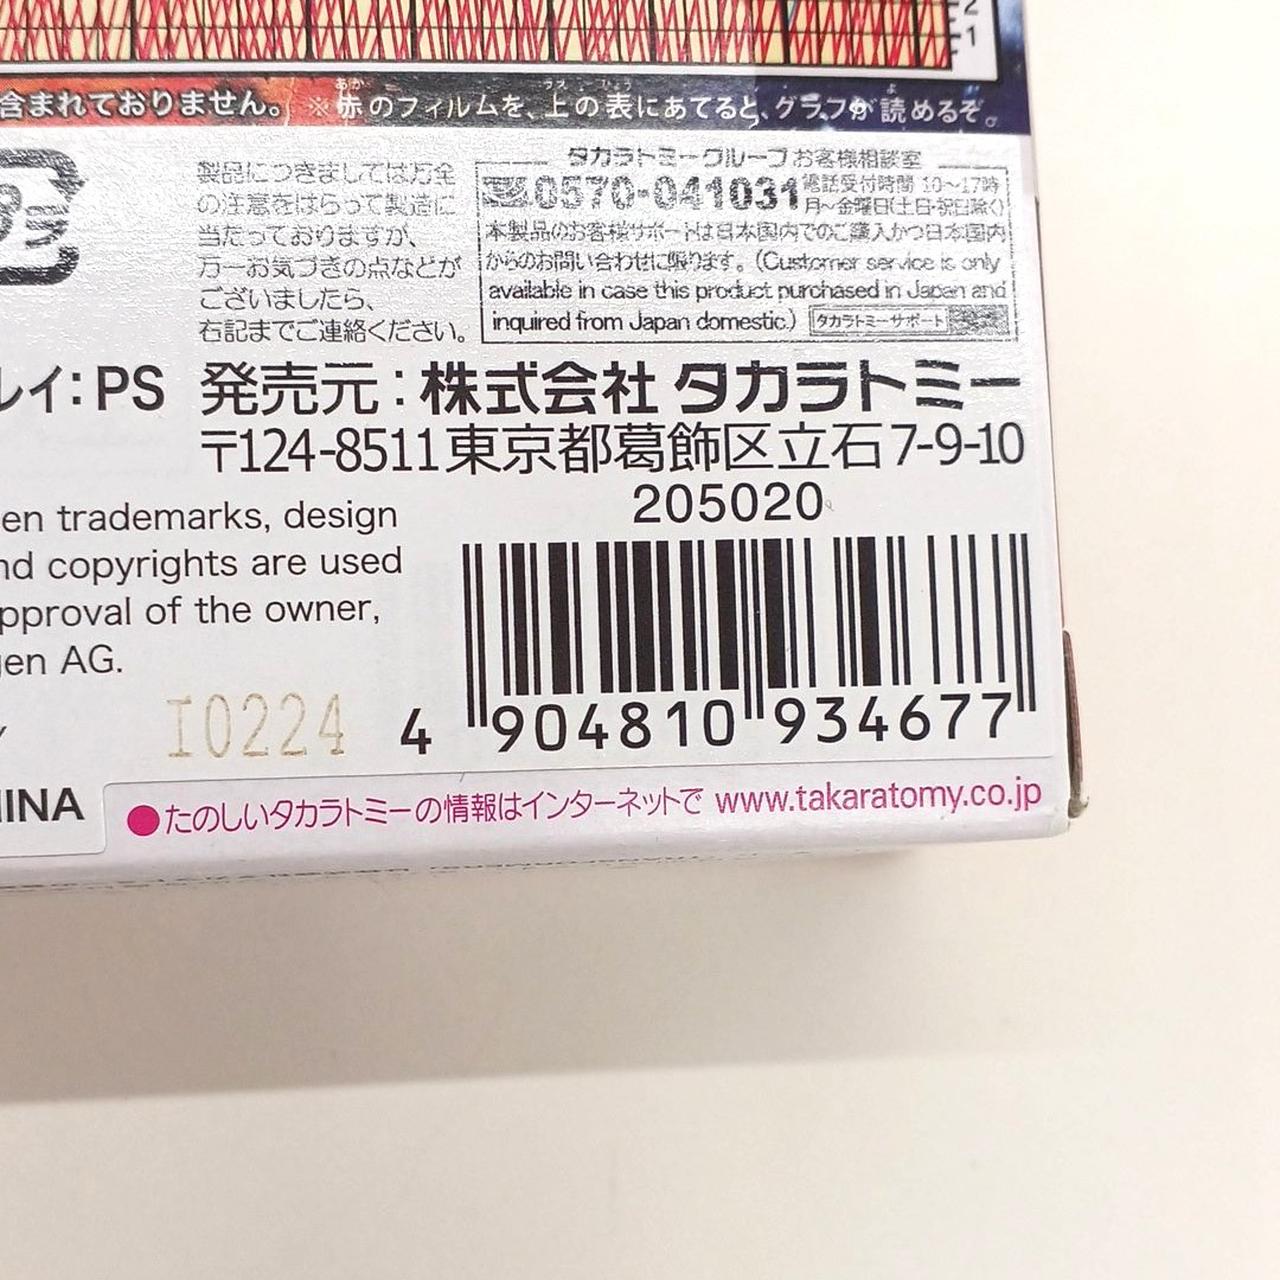 2
1
含まれておりません。 ※赤のフィルムを、上の表にあてると、グラフが読めるぞ。
プラ
製品につきましては万全
の注意をはらって製造に
当たっておりますが、
万一お気づきの点などが
ございましたら、
右記までご連絡ください。
タカラトミーグループお客様相談室
0570-041031 電話受付時間 10〜17時
月〜金曜日(土日・祝日除く)
本製品のお客様サポートは日本国内でのご購入かつ日本国内
からのお問い合わせに限ります。(Customer service is only
available in case this product purchased in Japan and
inquired from Japan domestic.) タカラトミーサポート
レイ:PS
発売元:株式会社 タカラトミー
〒124-8511東京都葛飾区立石7-9-10
205020
en trademarks, design
nd copyrights are used
pproval of the owner,
gen AG.
I0224
4 904810 934677
HINA
●たのしいタカラトミーの情報はインターネットで www.takaratomy.co.jp